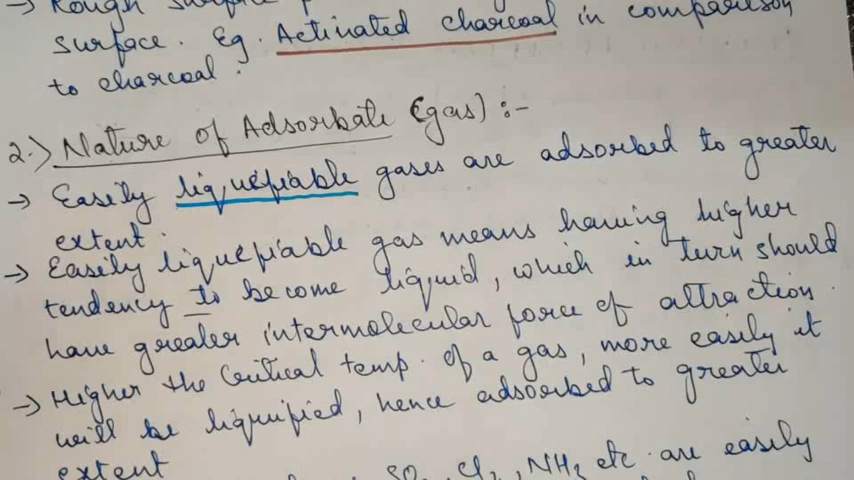 → Rough surface
surface. Eg. Activated charcoal in comparison
to charcoal.
2.) Nature of Adsorbate (gas) :-
→ Easily liquefiable gases are adsorbed to greater
extent.
→ Easily liquefiable gas means having higher
tendency to become liquid, which in turn should
have greater intermolecular force of attraction.
→ Higher the critical temp. of a gas, more easily it
will be liquified, hence adsorbed to greater
extent
SO₂, Cl₂, NH₃ etc. are easily